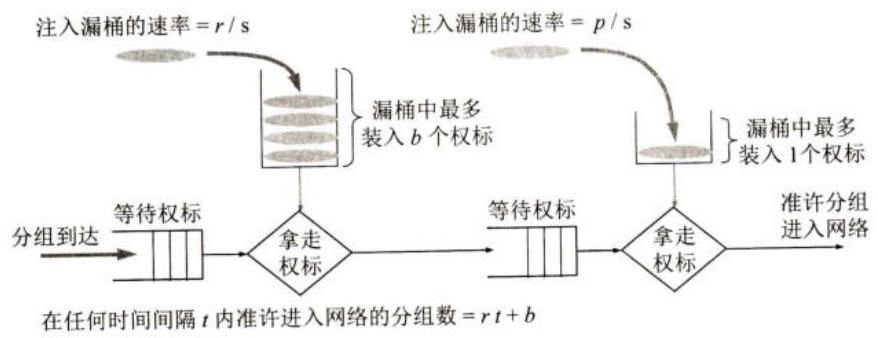 注入漏桶的速率 = r / s
注入漏桶的速率 = p / s
漏桶中最多
装入 b 个权标
漏桶中最多
装入 1个权标
分组到达
等待权标
拿走
权标
等待权标
拿走
权标
准许分组
进入网络
在任何时间间隔 t 内准许进入网络的分组数 = r t + b